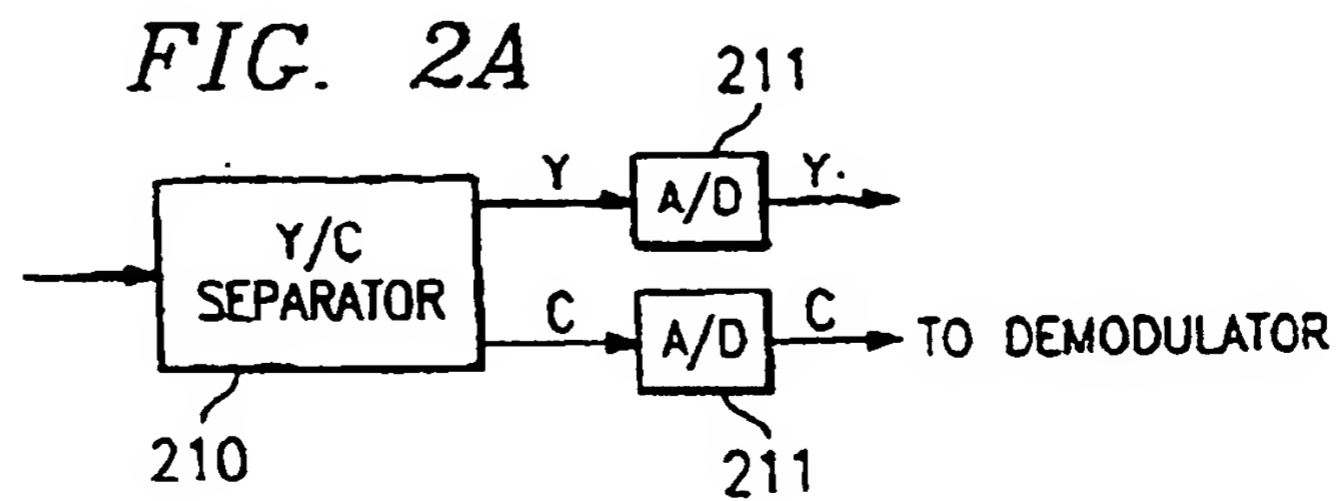 FIG. 2A
211
Y
A/D
Y.
Y/C
SEPARATOR
C
A/D
C
TO DEMODULATOR
210
211